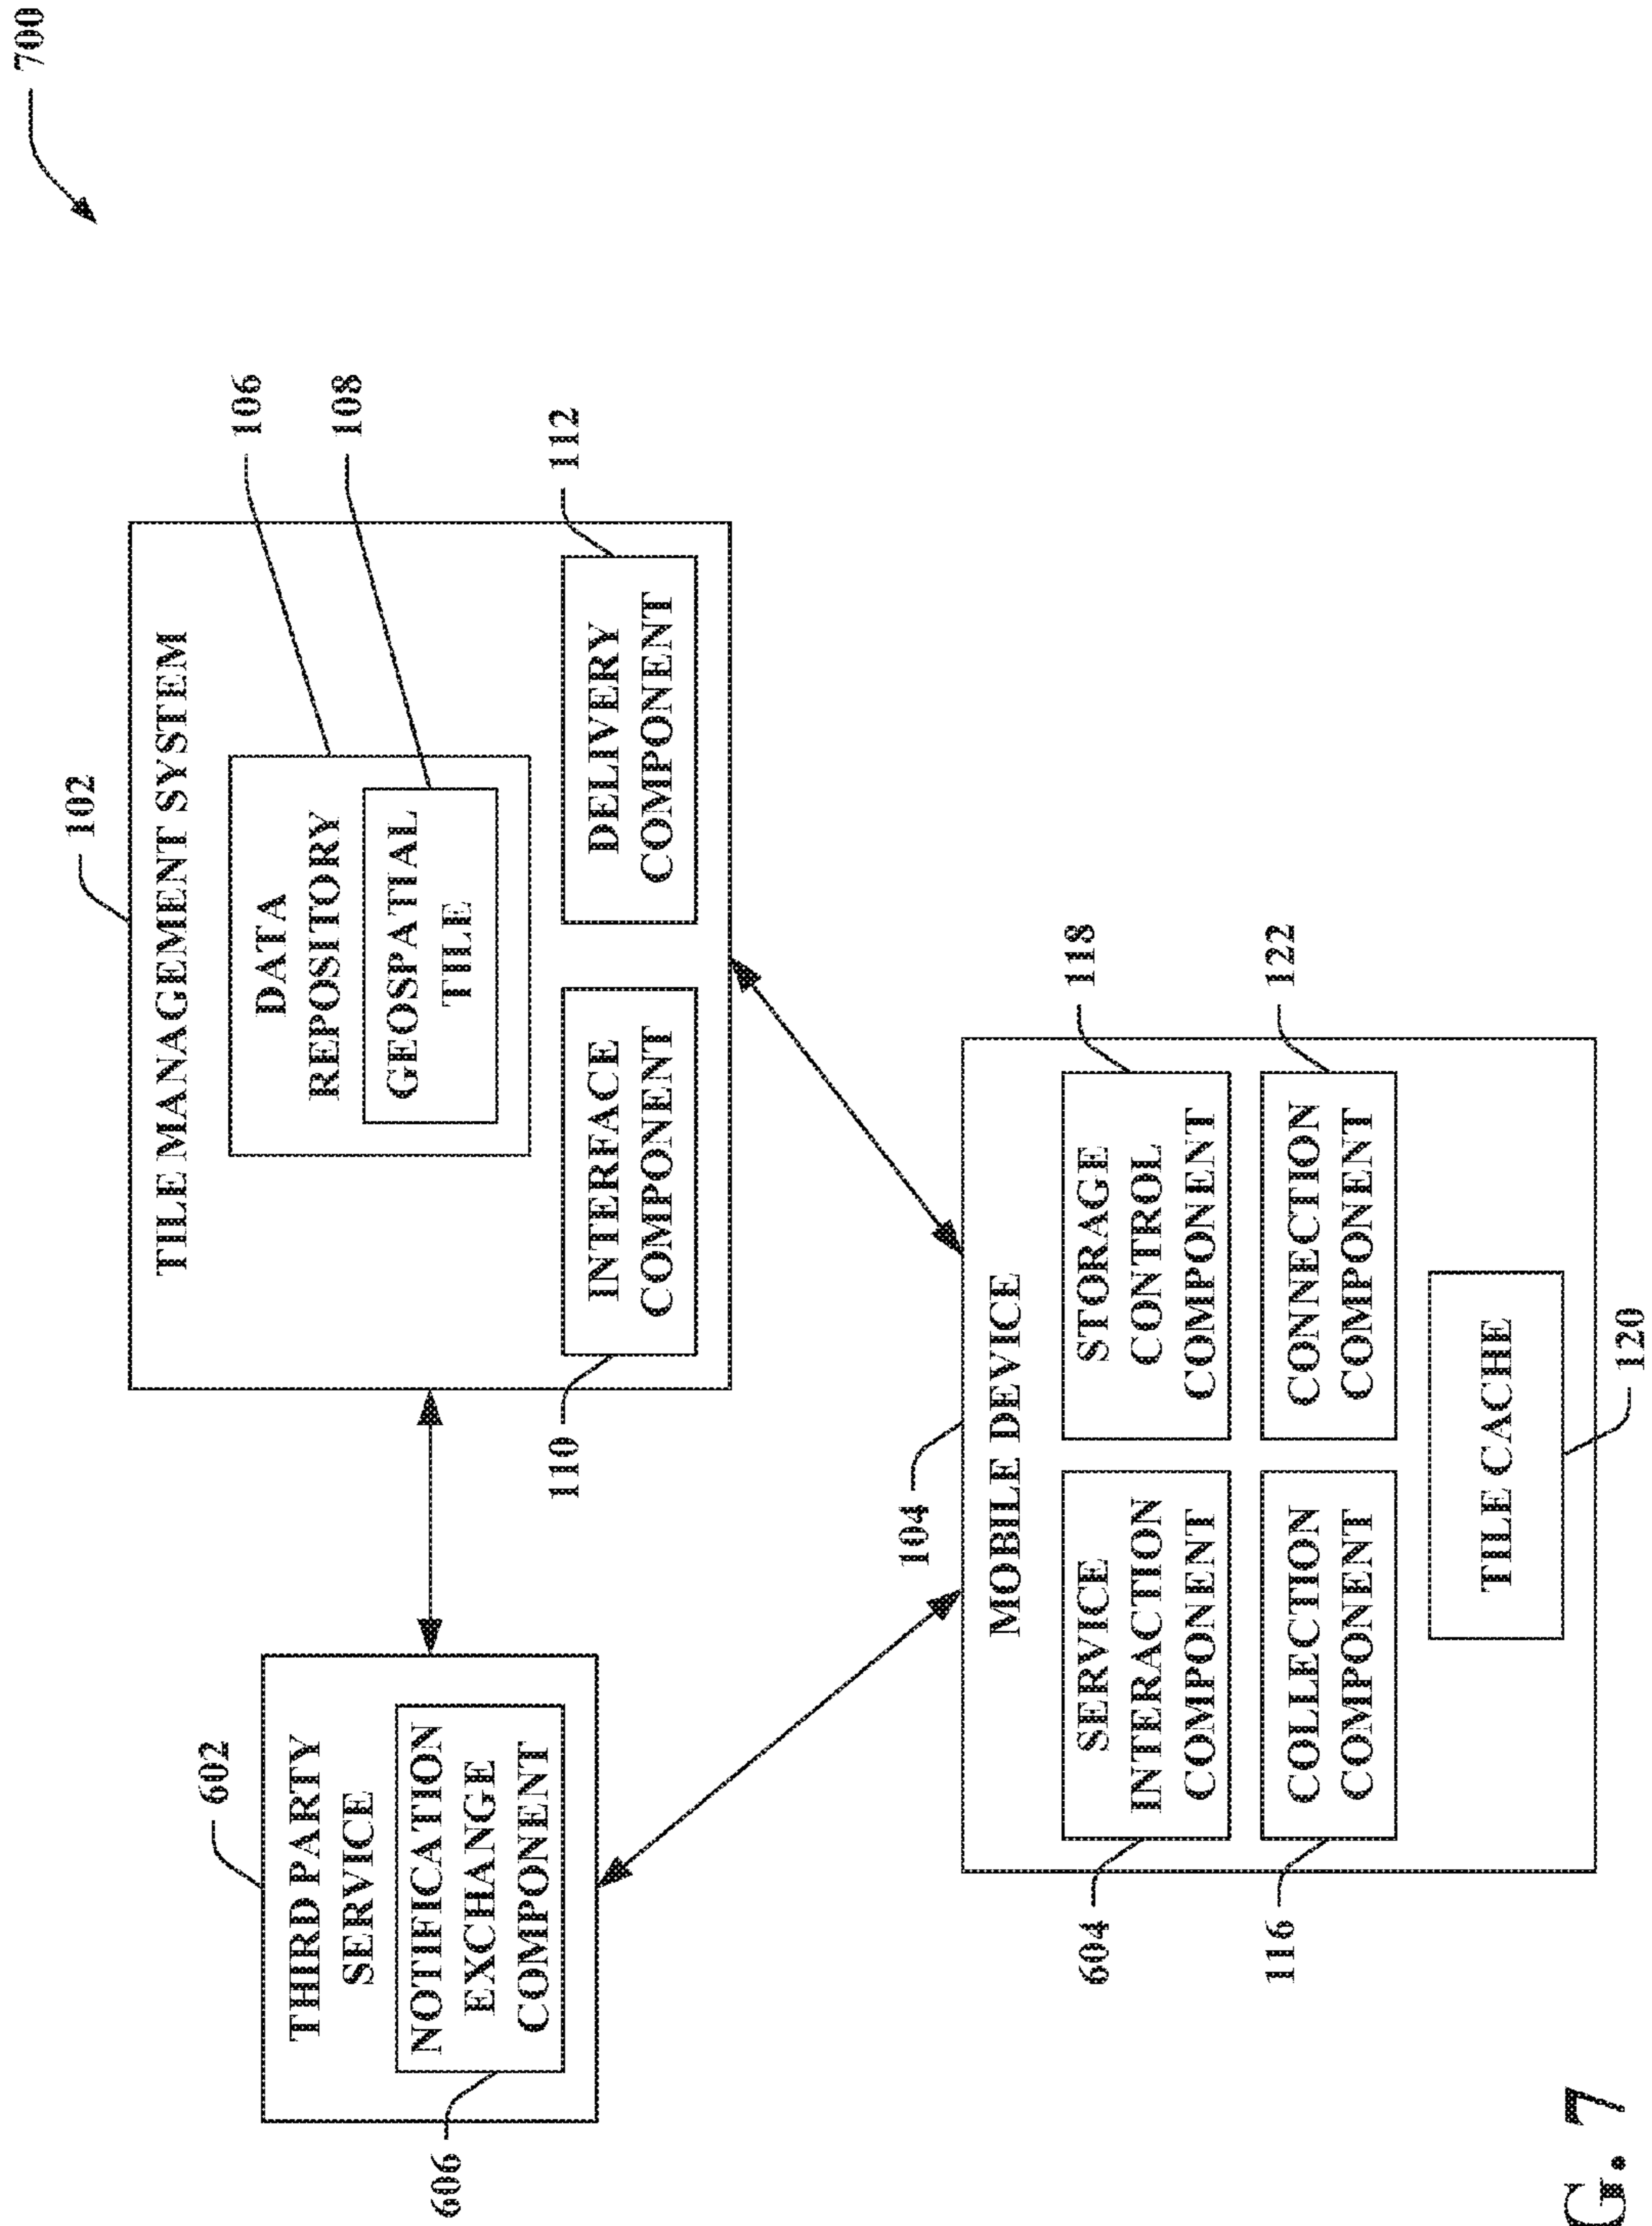 700
102
TILE MANAGEMENT SYSTEM
106
DATA
REPOSITORY
108
GEOSPATIAL
TILE
110
INTERFACE
COMPONENT
112
DELIVERY
COMPONENT
602
THIRD PARTY
SERVICE
606
NOTIFICATION
EXCHANGE
COMPONENT
104
MOBILE DEVICE
604
SERVICE
INTERACTION
COMPONENT
118
STORAGE
CONTROL
COMPONENT
116
COLLECTION
COMPONENT
122
CONNECTION
COMPONENT
TILE CACHE
120
G. 7